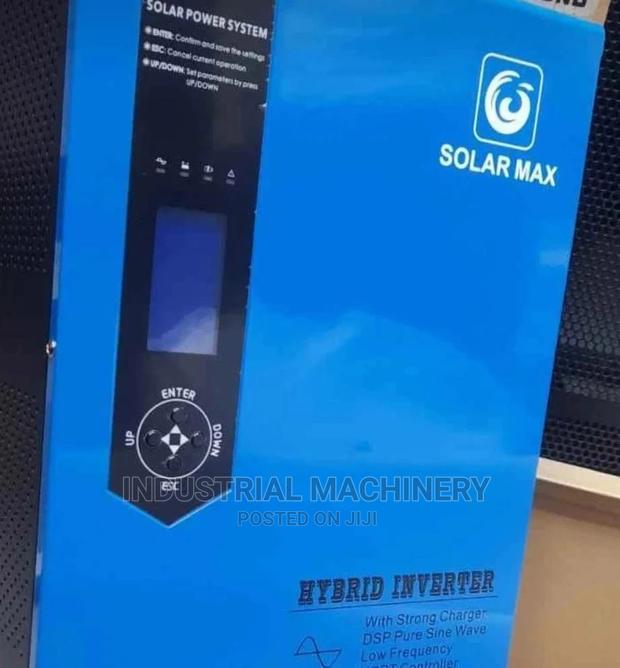 SOLAR POWER SYSTEM
ENTER: Confirm and save the settings
ESC: Cancel current operation
UP/DOWN: Set parameters by press
UP/DOWN
SOLAR MAX
ENTER
UP
DOWN
ESC
INDUSTRIAL MACHINERY
POSTED ON JIJI
HYBRID INVERTER
With Strong Charger
DSP Pure Sine Wave
Low Frequency
Controller